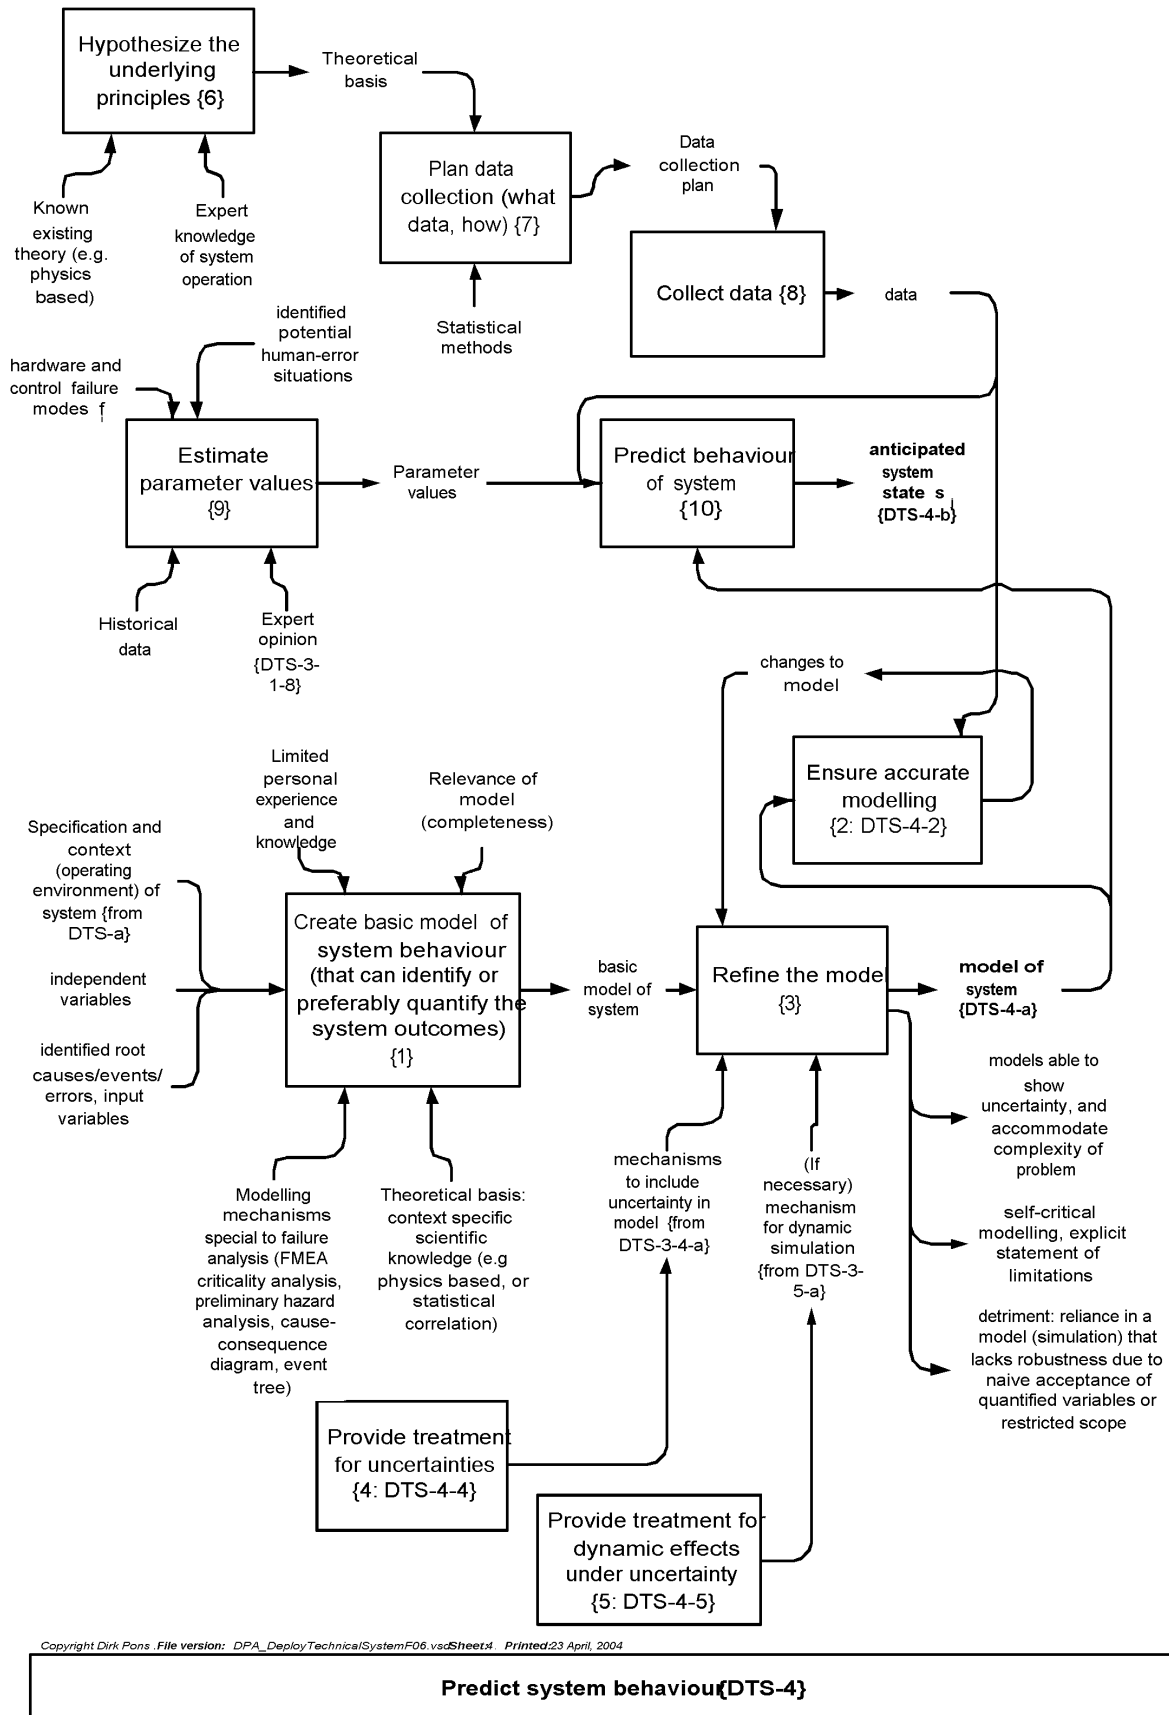 Hypothesize the
underlying
principles {6}
Theoretical
basis
Known
existing
theory (e.g.
physics
based)
Expert
knowledge
of system
operation
Plan data
collection (what
data, how) {7}
Data
collection
plan
Statistical
methods
Collect data {8}
data
identified
potential
human-error
situations
hardware and
control failure
modes f i
Estimate
parameter values
{9}
Parameter
values
Predict behaviour
of system
{10}
anticipated
system
state s j
{DTS-4-b}
Historical
data
Expert
opinion
{DTS-3-
1-8}
changes to
model
Ensure accurate
modelling
{2: DTS-4-2}
Limited
personal
experience
and
knowledge
Relevance of
model
(completeness)
Specification and
context
(operating
environment) of
system {from
DTS-a}
independent
variables
identified root
causes/events/
errors, input
variables
Create basic model of
system behaviour
(that can identify or
preferably quantify the
system outcomes)
{1}
basic
model of
system
Refine the model
{3}
model of
system
{DTS-4-a}
models able to
show
uncertainty, and
accommodate
complexity of
problem
self-critical
modelling, explicit
statement of
limitations
detriment: reliance in a
model (simulation) that
lacks robustness due to
naive acceptance of
quantified variables or
restricted scope
Modelling
mechanisms
special to failure
analysis (FMEA
criticality analysis,
preliminary hazard
analysis, cause-
consequence
diagram, event
tree)
Theoretical basis:
context specific
scientific
knowledge (e.g
physics based, or
statistical
correlation)
mechanisms
to include
uncertainty in
model {from
DTS-3-4-a}
(If
necessary)
mechanism
for dynamic
simulation
{from DTS-3-
5-a}
Provide treatment
for uncertainties
{4: DTS-4-4}
Provide treatment for
dynamic effects
under uncertainty
{5: DTS-4-5}
Copyright Dirk Pons . File version: DPA_DeployTechnicalSystemF06.vsd Sheet: 4. Printed: 23 April, 2004
Predict system behaviour {DTS-4}